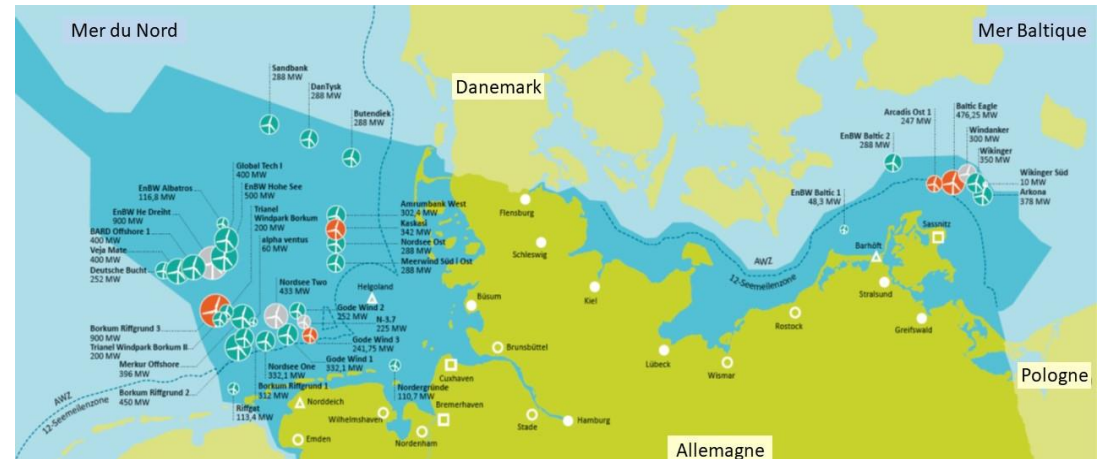 Mer du Nord
Mer Baltique
Danemark
Sandbank
288 MW
DanTysk
288 MW
Butendiek
288 MW
Global Tech I
400 MW
EnBW Albatros
116,8 MW
EnBW Hohe See
500 MW
EnBW He Dreiht
900 MW
Trianel
Windpark Borkum
200 MW
BARD Offshore 1
400 MW
alpha ventus
60 MW
Veja Mate
400 MW
Deutsche Bucht
252 MW
Nordsee Two
433 MW
Amrumbank West
302,4 MW
Kaskasi
342 MW
Nordsee Ost
288 MW
Meerwind Süd I Ost
288 MW
Helgoland
Gode Wind 2
252 MW
N-3.7
225 MW
Gode Wind 3
241,75 MW
Borkum Riffgrund 3
900 MW
Trianel Windpark Borkum II
200 MW
Merkur Offshore
396 MW
Borkum Riffgrund 2
450 MW
Gode Wind 1
332,1 MW
Nordsee One
332,1 MW
Borkum Riffgrund 1
312 MW
Riffgat
113,4 MW
Nordergründe
110,7 MW
AWZ
12-Seemeilenzone
Norddeich
Emden
Wilhelmshaven
Nordenham
Bremerhaven
Cuxhaven
Brunsbüttel
Büsum
Stade
Hamburg
Flensburg
Schleswig
Kiel
Lübeck
Wismar
Rostock
Arcadis Ost 1
247 MW
Baltic Eagle
476,25 MW
Windanker
300 MW
Wikinger
350 MW
Wikinger Süd
10 MW
Arkona
378 MW
EnBW Baltic 2
288 MW
EnBW Baltic 1
48,3 MW
AWZ
12-Seemeilenzone
Sassnitz
Barhöft
Stralsund
Greifswald
Pologne
Allemagne